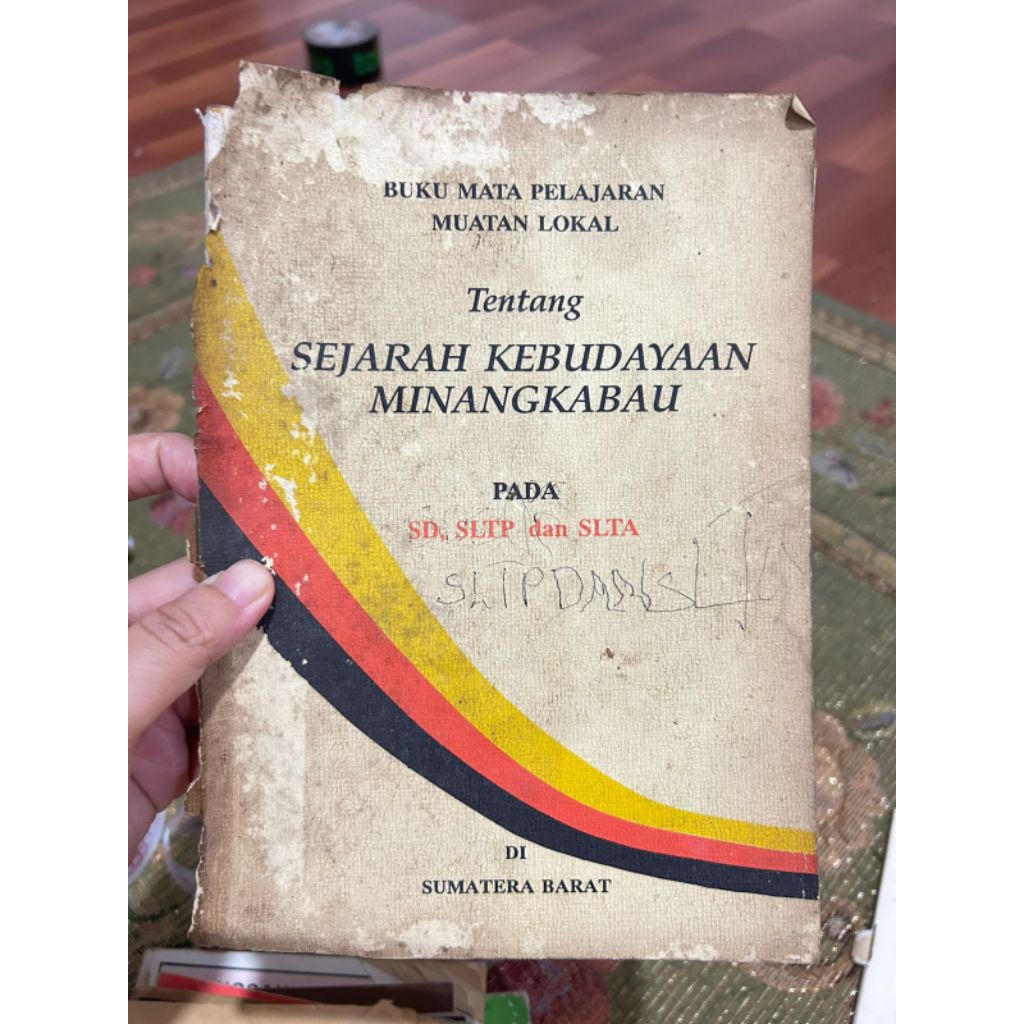 BUKU MATA PELAJARAN
MUATAN LOKAL
Tentang
SEJARAH KEBUDAYAAN
MINANGKABAU
PADA
SD, SLTP dan SLTA
DI
SUMATERA BARAT